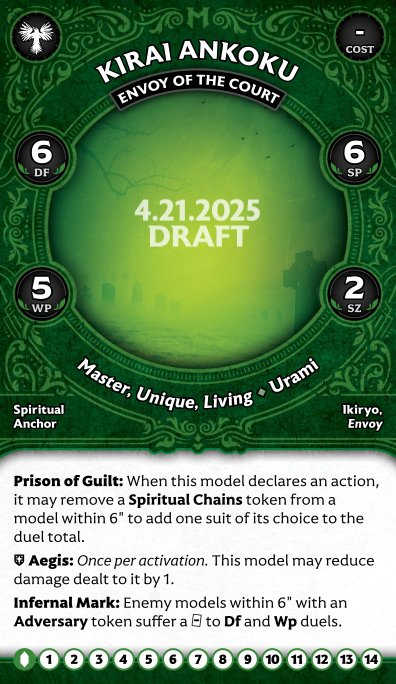 M
-
COST
KIRAI ANKOKU
ENVOY OF THE COURT
6
DF
6
SP
4.21.2025
DRAFT
5
WP
2
SZ
Master, Unique, Living ◆ Urami
Spiritual
Anchor
Ikiryo,
Envoy
Prison of Guilt: When this model declares an action,
it may remove a Spiritual Chains token from a
model within 6" to add one suit of its choice to the
duel total.
Aegis: Once per activation. This model may reduce
damage dealt to it by 1.
Infernal Mark: Enemy models within 6" with an
Adversary token suffer a to Df and Wp duels.
1 2 3 4 5 6 7 8 9 10 11 12 13 14